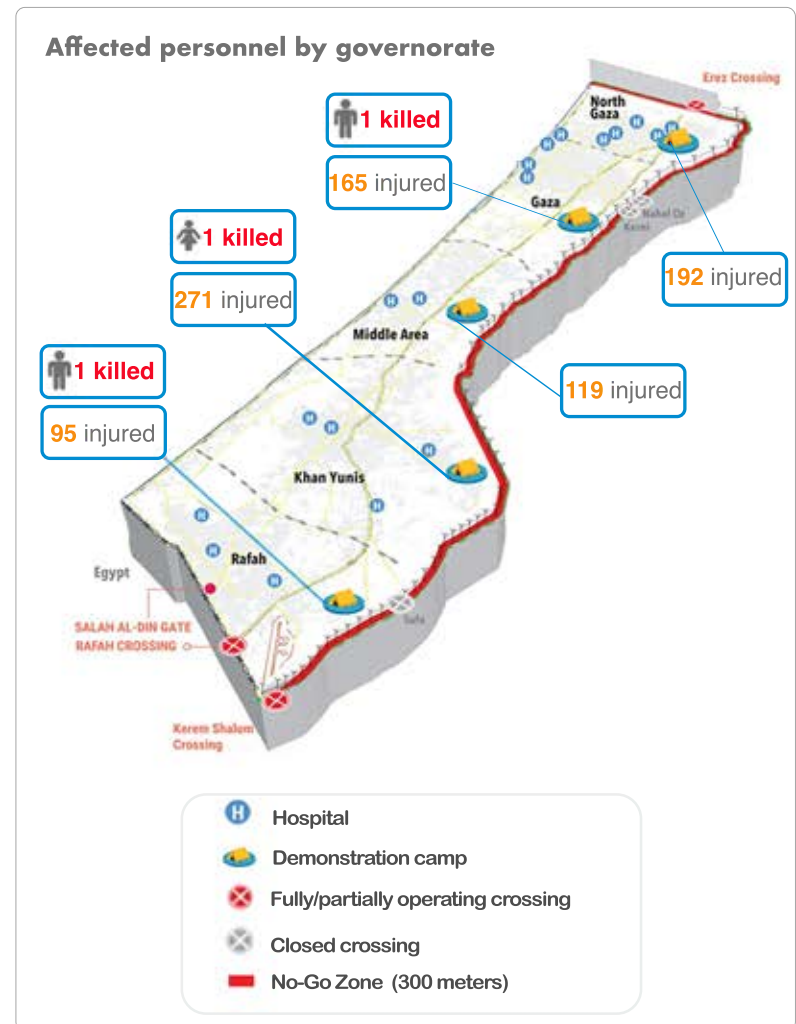 Affected personnel by governorate
Erez Crossing
North
Gaza
1 killed
165 injured
Gaza
Nahal Oz
Karni
1 killed
271 injured
192 injured
Middle Area
1 killed
95 injured
119 injured
Khan Yunis
Rafah
Egypt
SALAH AL-DIN GATE
RAFAH CROSSING
Sufa
Kerem Shalom
Crossing
H Hospital
Demonstration camp
Fully/partially operating crossing
Closed crossing
No-Go Zone (300 meters)